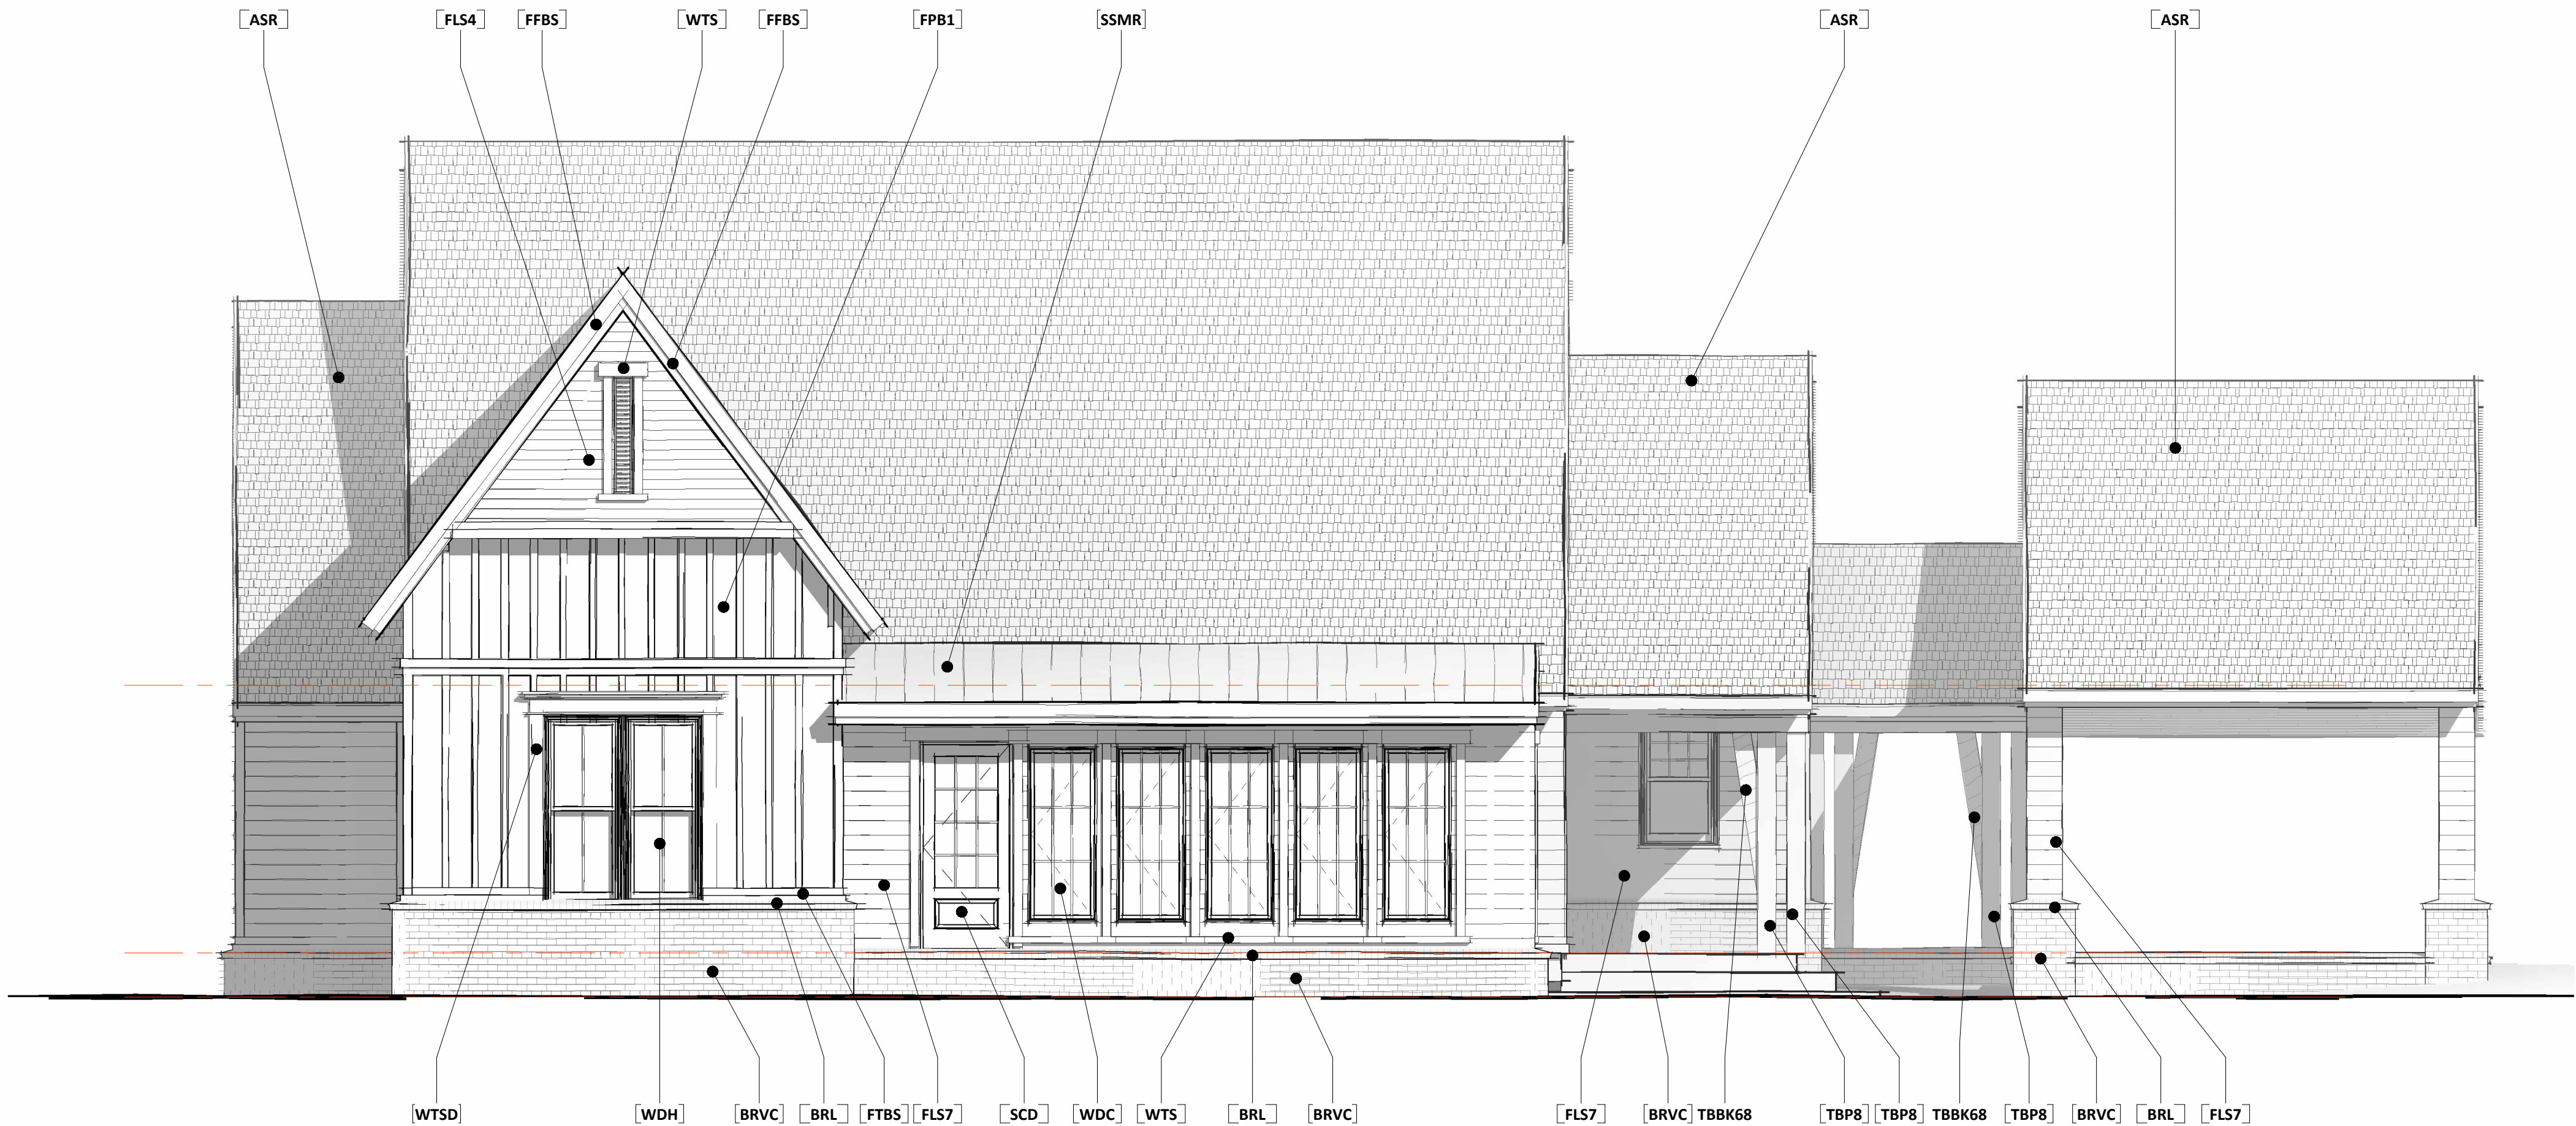 ASR FLS4 FFBS WTS FFBS FPB1 SSMR ASR ASR
WTSD WDH BRVC BRL FTBS FLS7 SCD WDC WTS BRL BRVC FLS7 BRVC TBBK68 TBP8 TBP8 TBBK68 TBP8 BRVC BRL FLS7